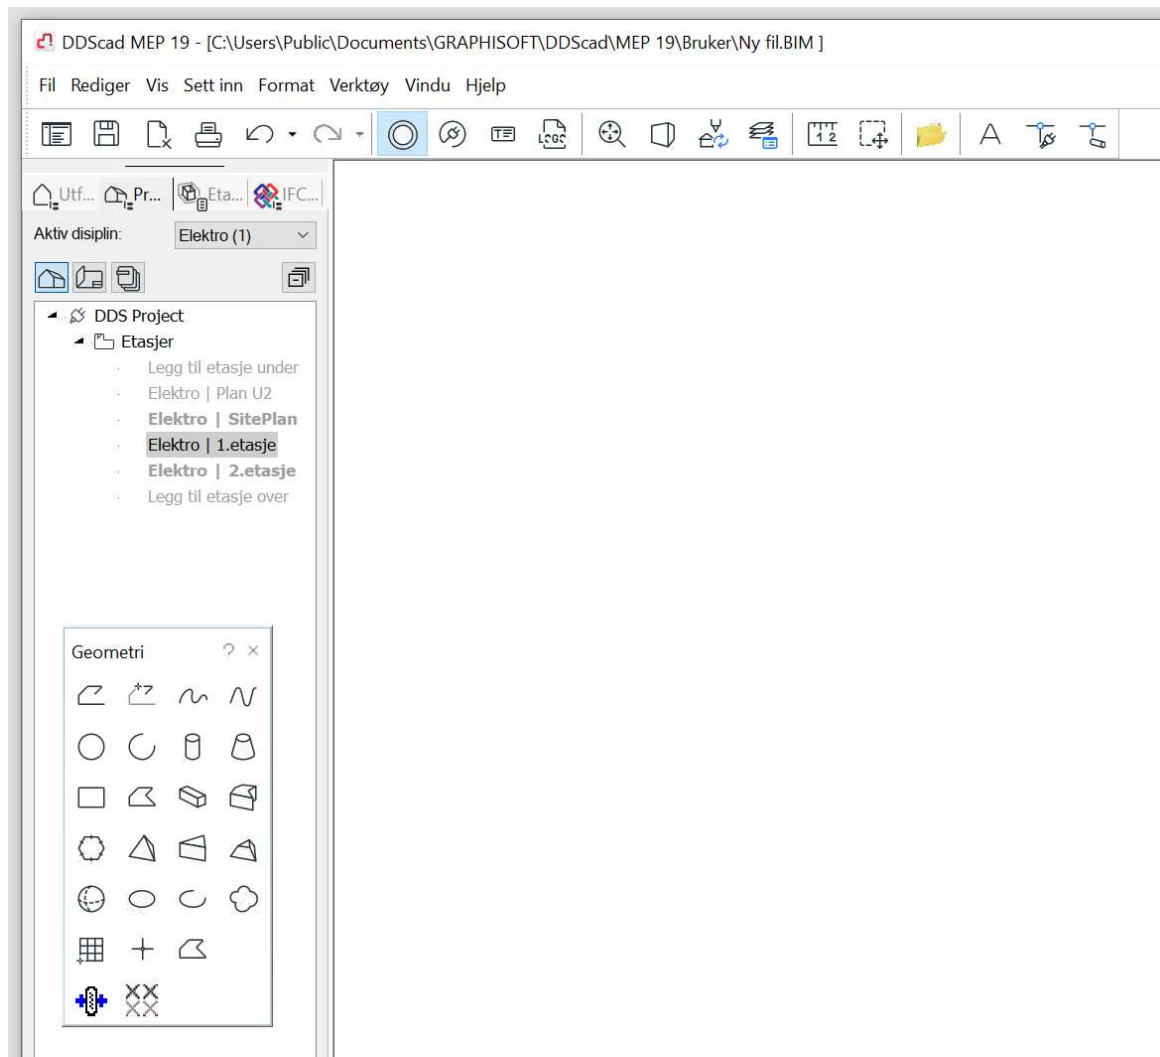 DDScad MEP 19 - [C:\Users\Public\Documents\GRAPHISOFT\DDScad\MEP 19\Bruker\Ny fil.BIM ]
Fil Rediger Vis Sett inn Format Verktøy Vindu Hjelp
Utf... Pr... Eta... IFC...
Aktiv disiplin: Elektro (1)
DDS Project
Etasjer
Legg til etasje under
Elektro | Plan U2
Elektro | SitePlan
Elektro | 1.etasje
Elektro | 2.etasje
Legg til etasje over
Geometri ? ×